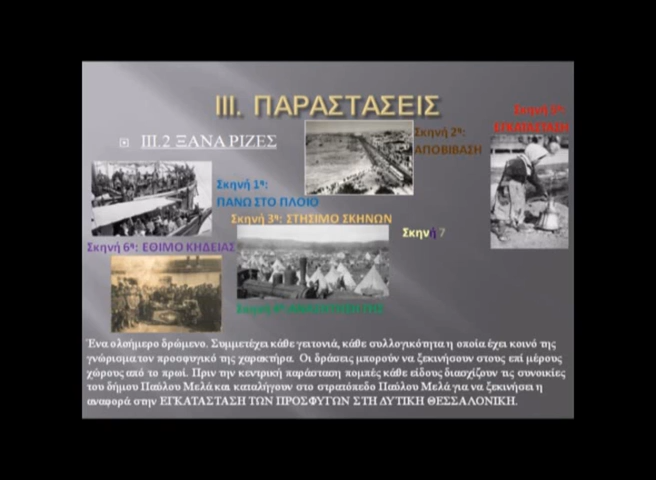 III. ΠΑΡΑΣΤΑΣΕΙΣ
III.2 ΞΑΝΑ ΡΙΖΕΣ
Σκηνή 1η:
ΠΑΝΩ ΣΤΟ ΠΛΟΙΟ
Σκηνή 2η:
ΑΠΟΒΙΒΑΣΗ
Σκηνή
ΕΓΚΑΤΑΣΤΑΣΗ
Σκηνή 3η: ΣΤΗΣΙΜΟ ΣΚΗΝΩΝ
Σκηνή 7
Σκηνή 6η: ΕΘΙΜΟ ΚΗΔΕΙΑΣ
Ένα ολοήμερο δρώμενο. Συμμετέχει κάθε γειτονιά, κάθε συλλογικότητα η οποία έχει κοινό της
γνώρισμα τον προσφυγικό της χαρακτήρα. Οι δράσεις μπορούν να ξεκινήσουν στους επί μέρους
χώρους από το πρωί. Πριν την κεντρική παράσταση πομπές κάθε είδους διασχίζουν τις συνοικίες
του δήμου Παύλου Μελά και καταλήγουν στο στρατόπεδο Παύλου Μελά για να ξεκινήσει η
αναφορά στην ΕΓΚΑΤΑΣΤΑΣΗ ΤΩΝ ΠΡΟΣΦΥΓΩΝ ΣΤΗ ΔΥΤΙΚΗ ΘΕΣΣΑΛΟΝΙΚΗ.